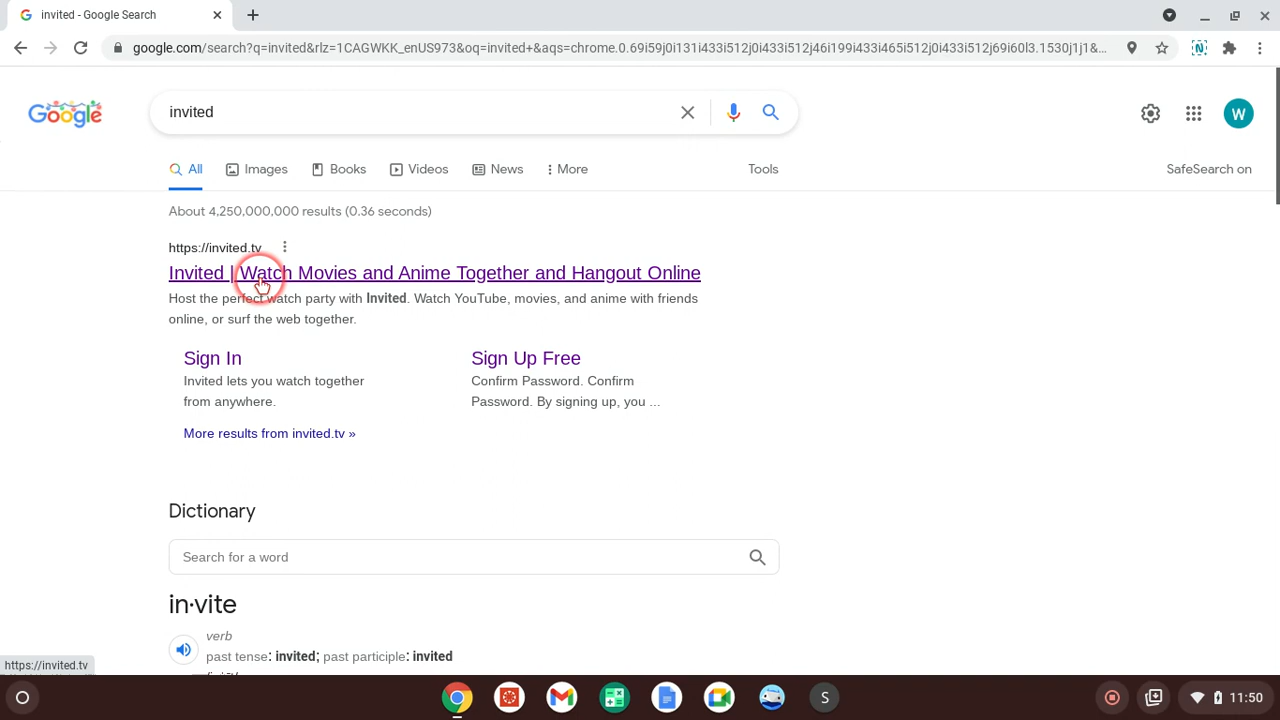 invited - Google Search
google.com/search?q=invited&rlz=1CAGWKK_enUS973&oq=invited+&aqs=chrome.0.69i59j0i131i433i512j0i433i512j46i199i433i465i512j0i433i512j69i60l3.1530j1j1&...
Google
invited
W
All
Images
Books
Videos
News
More
Tools
SafeSearch on
About 4,250,000,000 results (0.36 seconds)
https://invited.tv
Invited | Watch Movies and Anime Together and Hangout Online
Host the perfect watch party with Invited. Watch YouTube, movies, and anime with friends
online, or surf the web together.
Sign In
Invited lets you watch together
from anywhere.
Sign Up Free
Confirm Password. Confirm
Password. By signing up, you ...
More results from invited.tv »
Dictionary
Search for a word
in·vite
verb
past tense: invited; past participle: invited
https://invited.tv
S
11:50